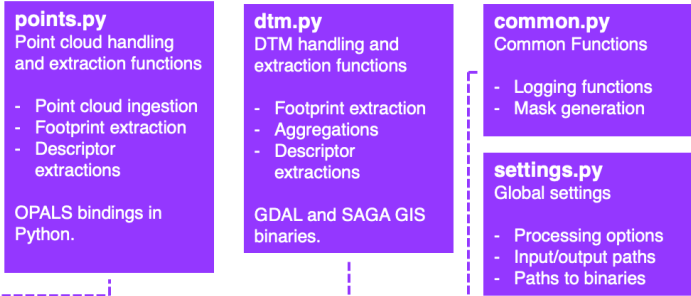 points.py
Point cloud handling
and extraction functions
- Point cloud ingestion
- Footprint extraction
- Descriptor
extractions
OPALS bindings in
Python.
dtm.py
DTM handling and
extraction functions
- Footprint extraction
- Aggregations
- Descriptor
extractions
GDAL and SAGA GIS
binaries.
common.py
Common Functions
- Logging functions
- Mask generation
settings.py
Global settings
- Processing options
- Input/output paths
- Paths to binaries